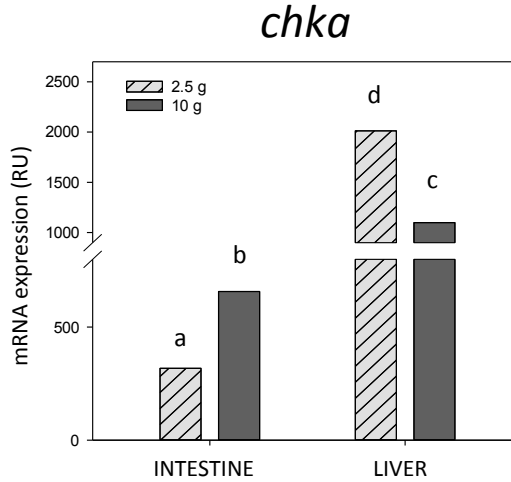 chka
2500
2.5 g
10 g
d
2000
c
1500
1000
mRNA expression (RU)
b
500
a
0
INTESTINE
LIVER